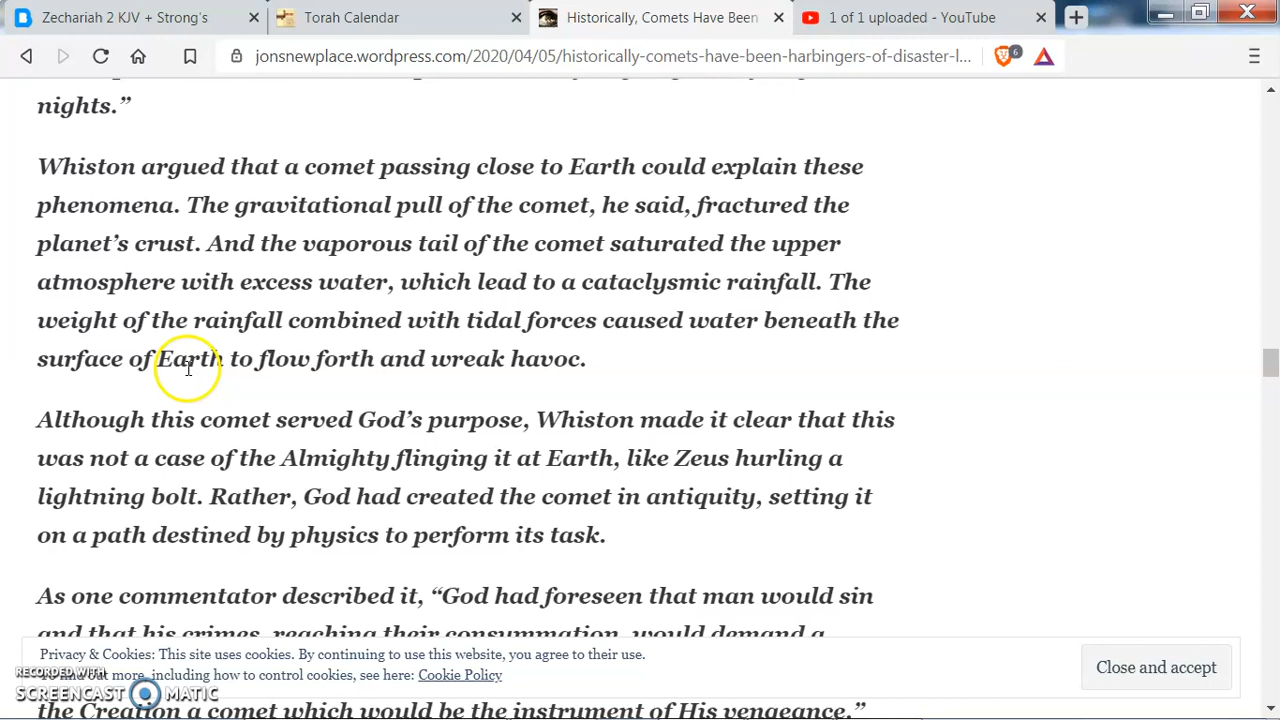 Zechariah 2 KJV + Strong's
Torah Calendar
Historically, Comets Have Been
1 of 1 uploaded - YouTube
jonsnewplace.wordpress.com/2020/04/05/historically-comets-have-been-harbingers-of-disaster-l...
6
nights.”
Whiston argued that a comet passing close to Earth could explain these
phenomena. The gravitational pull of the comet, he said, fractured the
planet’s crust. And the vaporous tail of the comet saturated the upper
atmosphere with excess water, which lead to a cataclysmic rainfall. The
weight of the rainfall combined with tidal forces caused water beneath the
surface of Earth to flow forth and wreak havoc.
Although this comet served God’s purpose, Whiston made it clear that this
was not a case of the Almighty flinging it at Earth, like Zeus hurling a
lightning bolt. Rather, God had created the comet in antiquity, setting it
on a path destined by physics to perform its task.
As one commentator described it, “God had foreseen that man would sin
and that his crimes, reaching their consummation, would demand a
Privacy & Cookies: This site uses cookies. By continuing to use this website, you agree to their use.
To find out more, including how to control cookies, see here: Cookie Policy
Close and accept
RECORDED WITH
SCREENCAST MATIC
the Creation a comet which would be the instrument of His vengeance.”